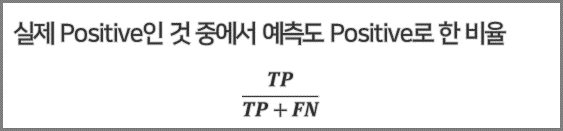 실제 Positive인 것 중에서 예측도 Positive로 한 비율
TP
TP + FN